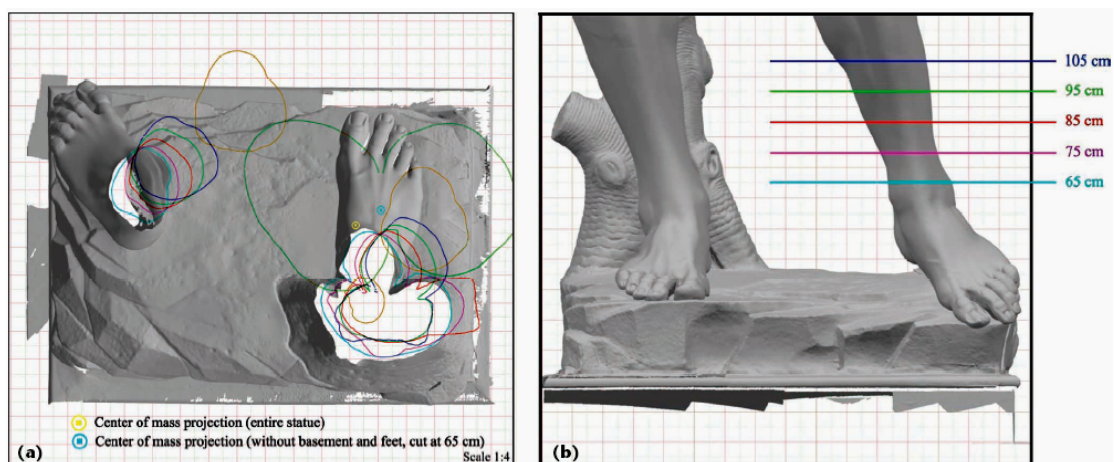 Center of mass projection (entire statue)
Center of mass projection (without basement and feet, cut at 65 cm)
(a)
Scale 1:4
105 cm
95 cm
85 cm
75 cm
65 cm
(b)